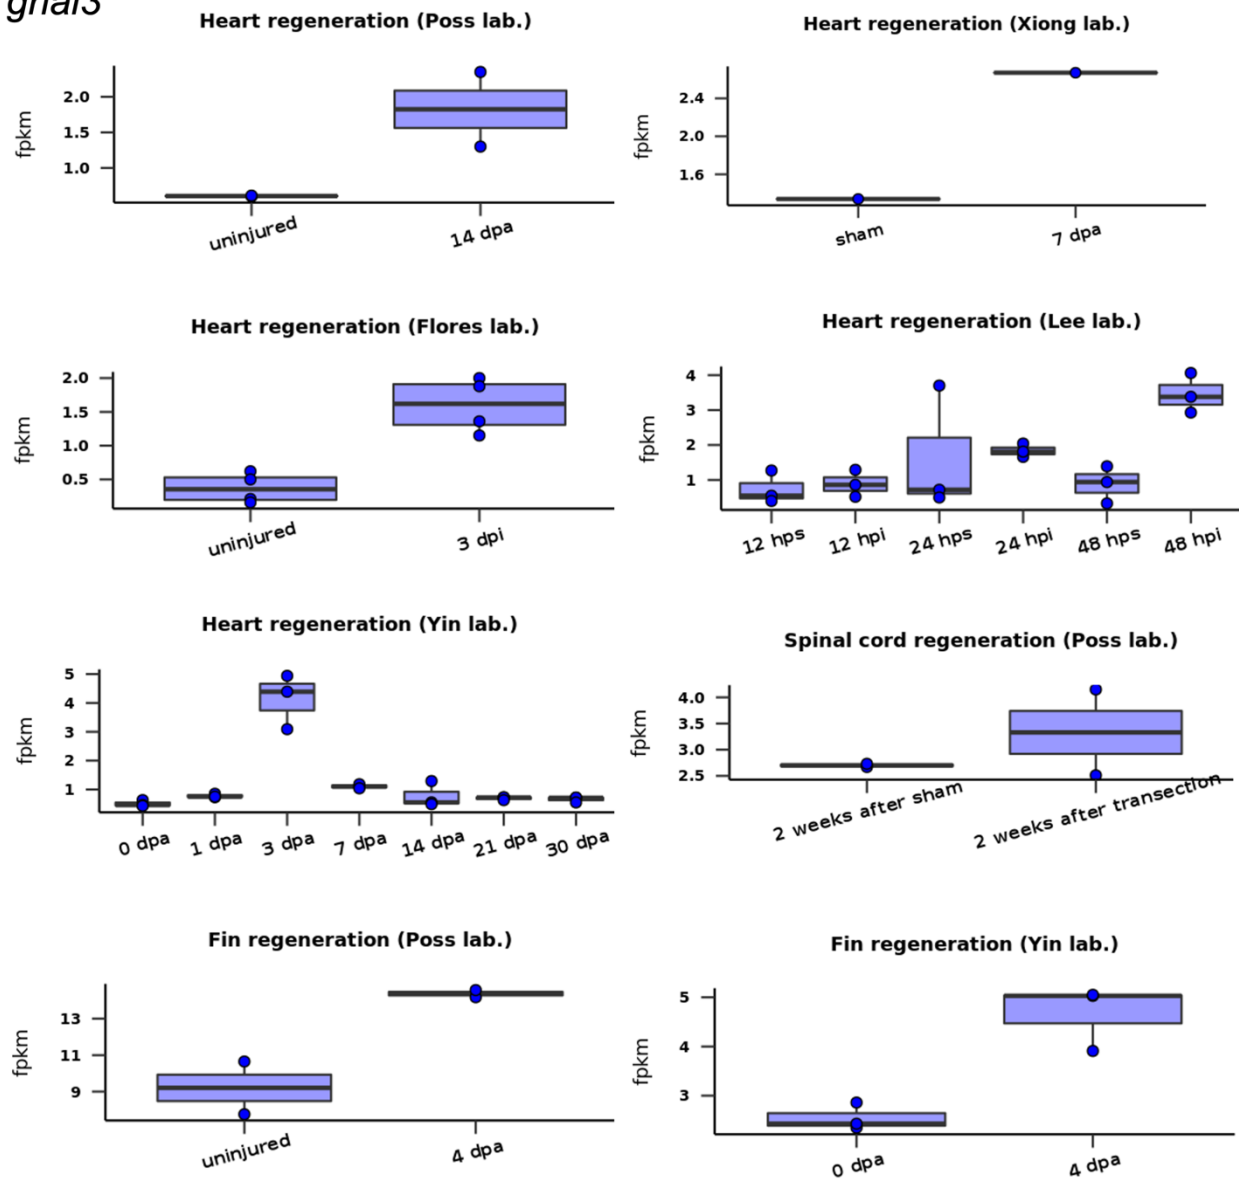 gnai3
Heart regeneration (Poss lab.)
fpkm
2.0
1.5
1.0
uninjured
14 dpa
Heart regeneration (Xiong lab.)
fpkm
2.4
2.0
1.6
sham
7 dpa
Heart regeneration (Flores lab.)
fpkm
2.0
1.5
1.0
0.5
uninjured
3 dpi
Heart regeneration (Lee lab.)
fpkm
4
3
2
1
12 hps
12 hpi
24 hps
24 hpi
48 hps
48 hpi
Heart regeneration (Yin lab.)
fpkm
5
4
3
2
1
0 dpa
1 dpa
3 dpa
7 dpa
14 dpa
21 dpa
30 dpa
Spinal cord regeneration (Poss lab.)
fpkm
4.0
3.5
3.0
2.5
2 weeks after sham
2 weeks after transection
Fin regeneration (Poss lab.)
fpkm
13
11
9
uninjured
4 dpa
Fin regeneration (Yin lab.)
fpkm
5
4
3
0 dpa
4 dpa